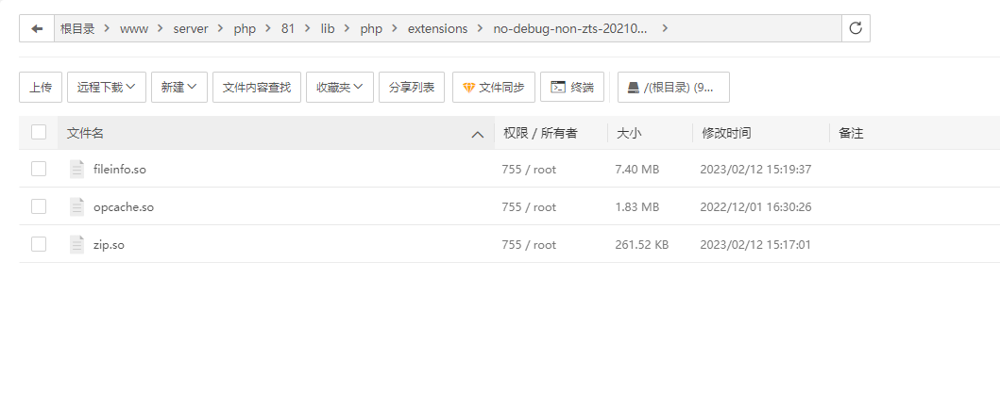 根目录 > www > server > php > 81 > lib > php > extensions > no-debug-non-zts-20210... >
上传 远程下载 新建 文件内容查找 收藏夹 分享列表 文件同步 终端 /(根目录) (9...
文件名 权限 / 所有者 大小 修改时间 备注
fileinfo.so 755 / root 7.40 MB 2023/02/12 15:19:37
opcache.so 755 / root 1.83 MB 2022/12/01 16:30:26
zip.so 755 / root 261.52 KB 2023/02/12 15:17:01